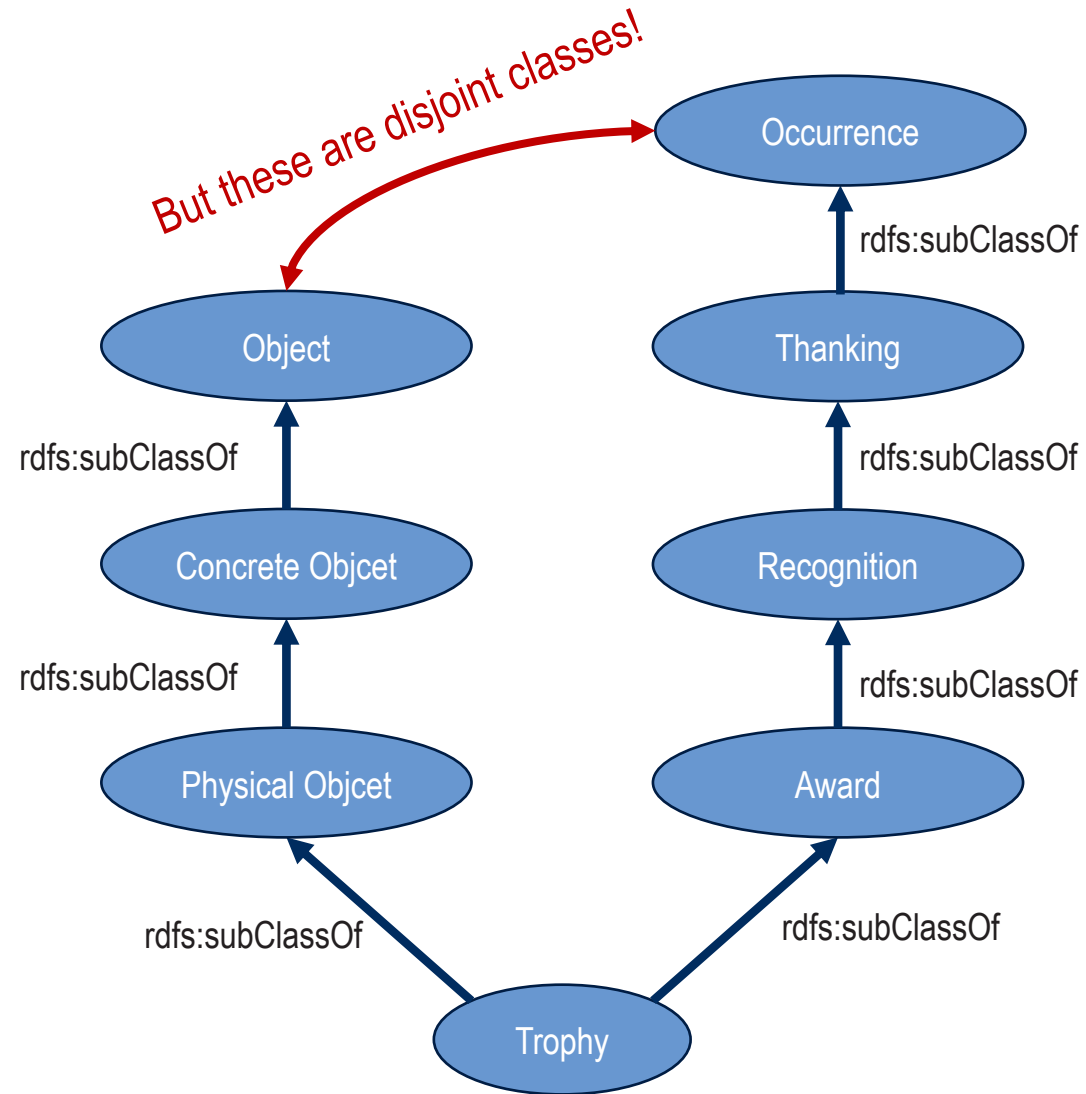 But these are disjoint classes!
Occurrence
rdfs:subClassOf
Object
Thanking
rdfs:subClassOf
rdfs:subClassOf
Concrete Objcet
Recognition
rdfs:subClassOf
rdfs:subClassOf
Physical Objcet
Award
rdfs:subClassOf
rdfs:subClassOf
Trophy